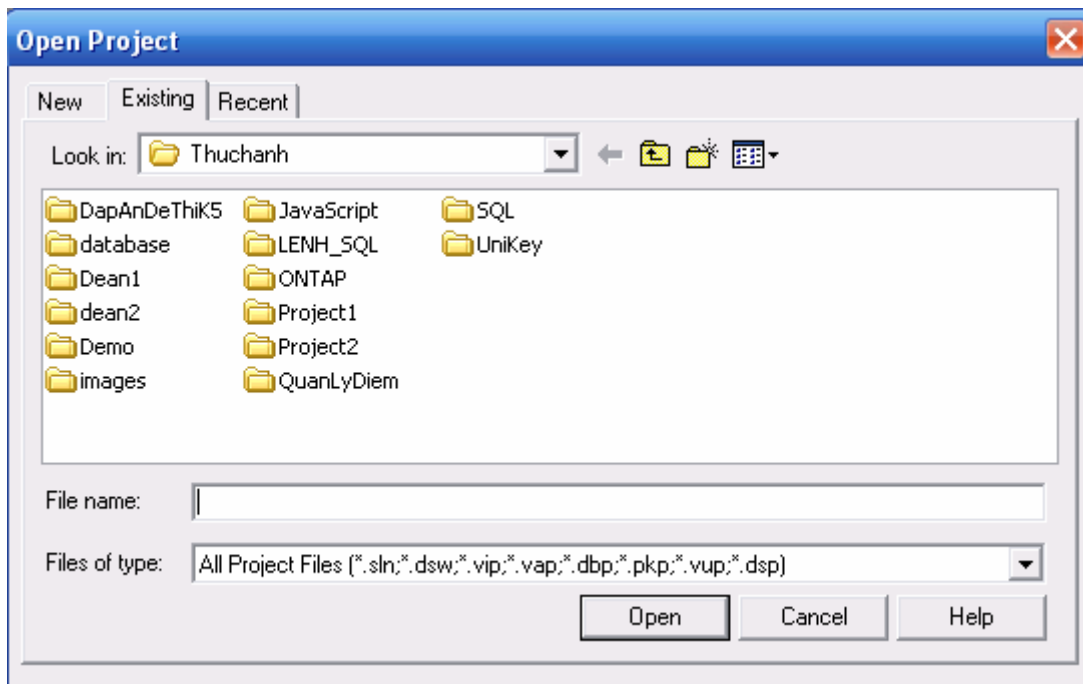 Open Project
New Existing Recent
Look in: Thuchanh
DapAnDeThiK5 JavaScript SQL
database LENH_SQL UniKey
Dean1 ONTAP
dean2 Project1
Demo Project2
images QuanLyDiem
File name:
Files of type: All Project Files (*.sln;*.dsw;*.vip;*.vap;*.dbp;*.pkp;*.vup;*.dsp)
Open Cancel Help